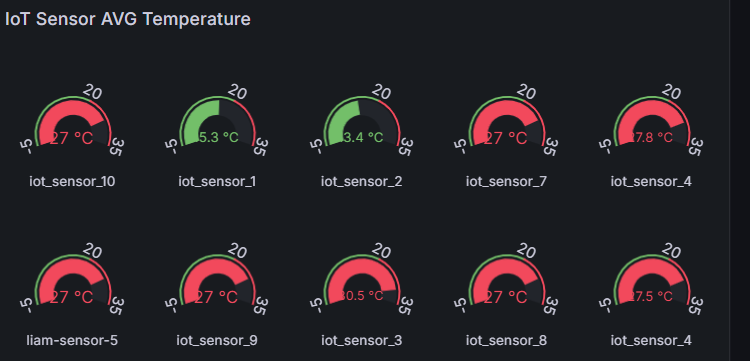 IoT Sensor AVG Temperature
20 20 20 20 20
27 °C 5.3 °C 3.4 °C 27 °C 27.8 °C
-5 35 -5 35 -5 35 -5 35 -5 35
iot_sensor_10 iot_sensor_1 iot_sensor_2 iot_sensor_7 iot_sensor_4
20 20 20 20 20
27 °C 27 °C 30.5 °C 27 °C 27.5 °C
-5 35 -5 35 -5 35 -5 35 -5 35
liam-sensor-5 iot_sensor_9 iot_sensor_3 iot_sensor_8 iot_sensor_4